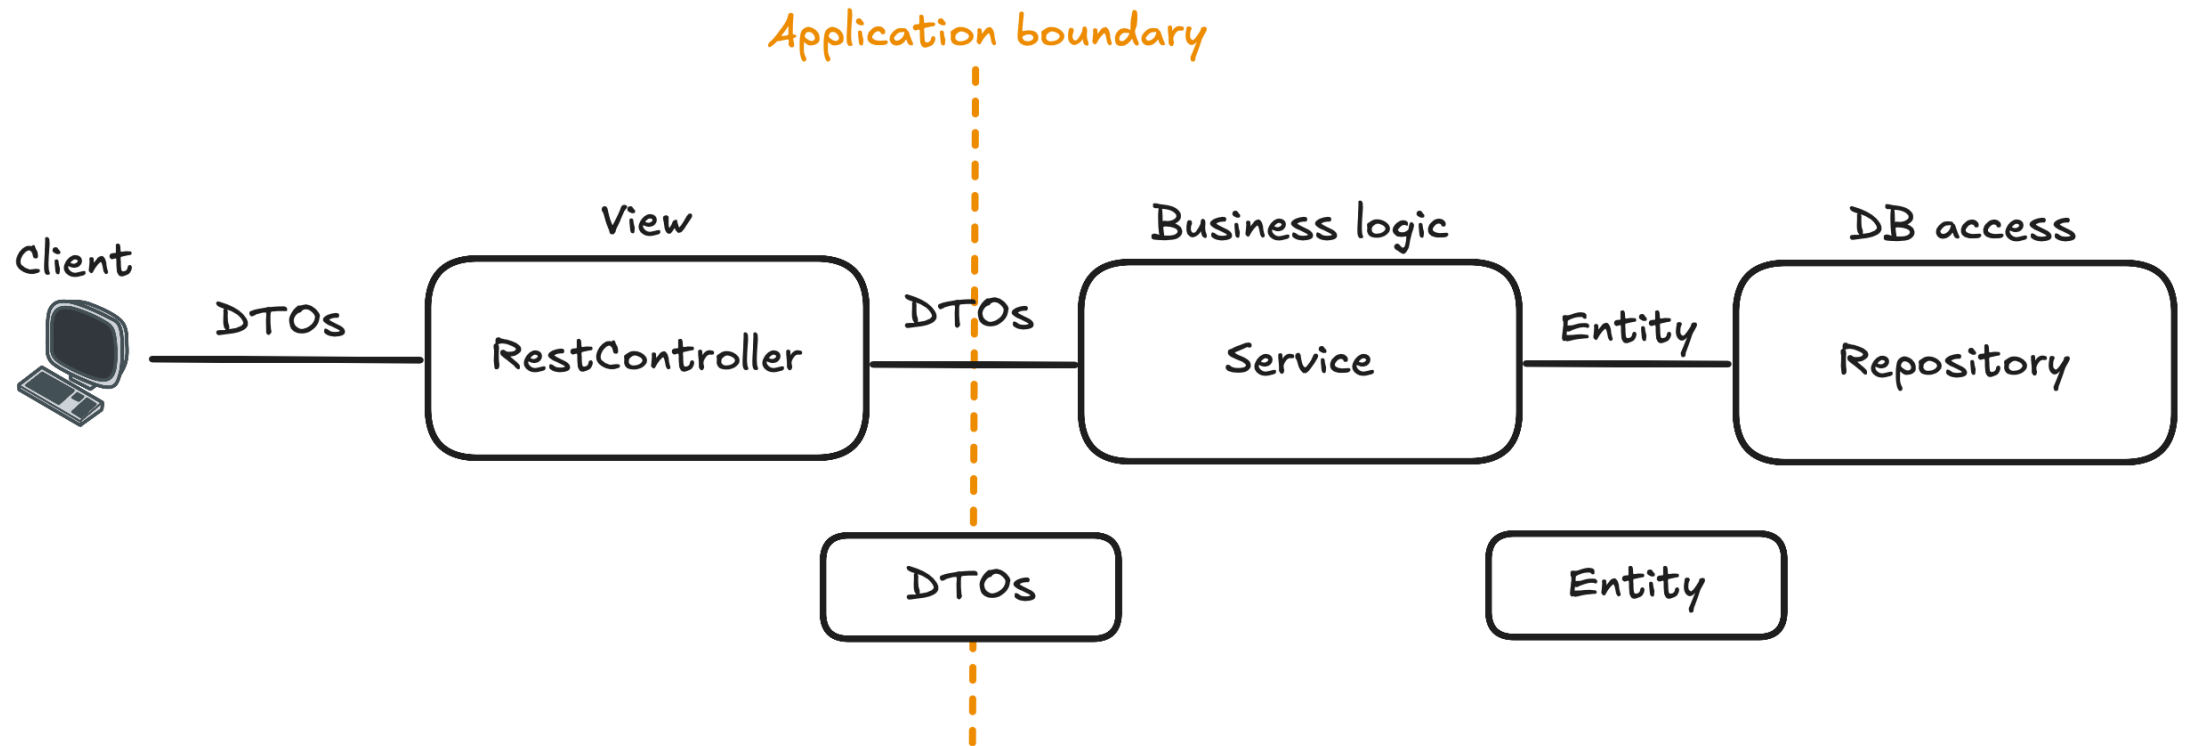 Application boundary
View
Business logic
DB access
Client
DTOs
DTOs
Entity
RestController
Service
Repository
DTOs
Entity